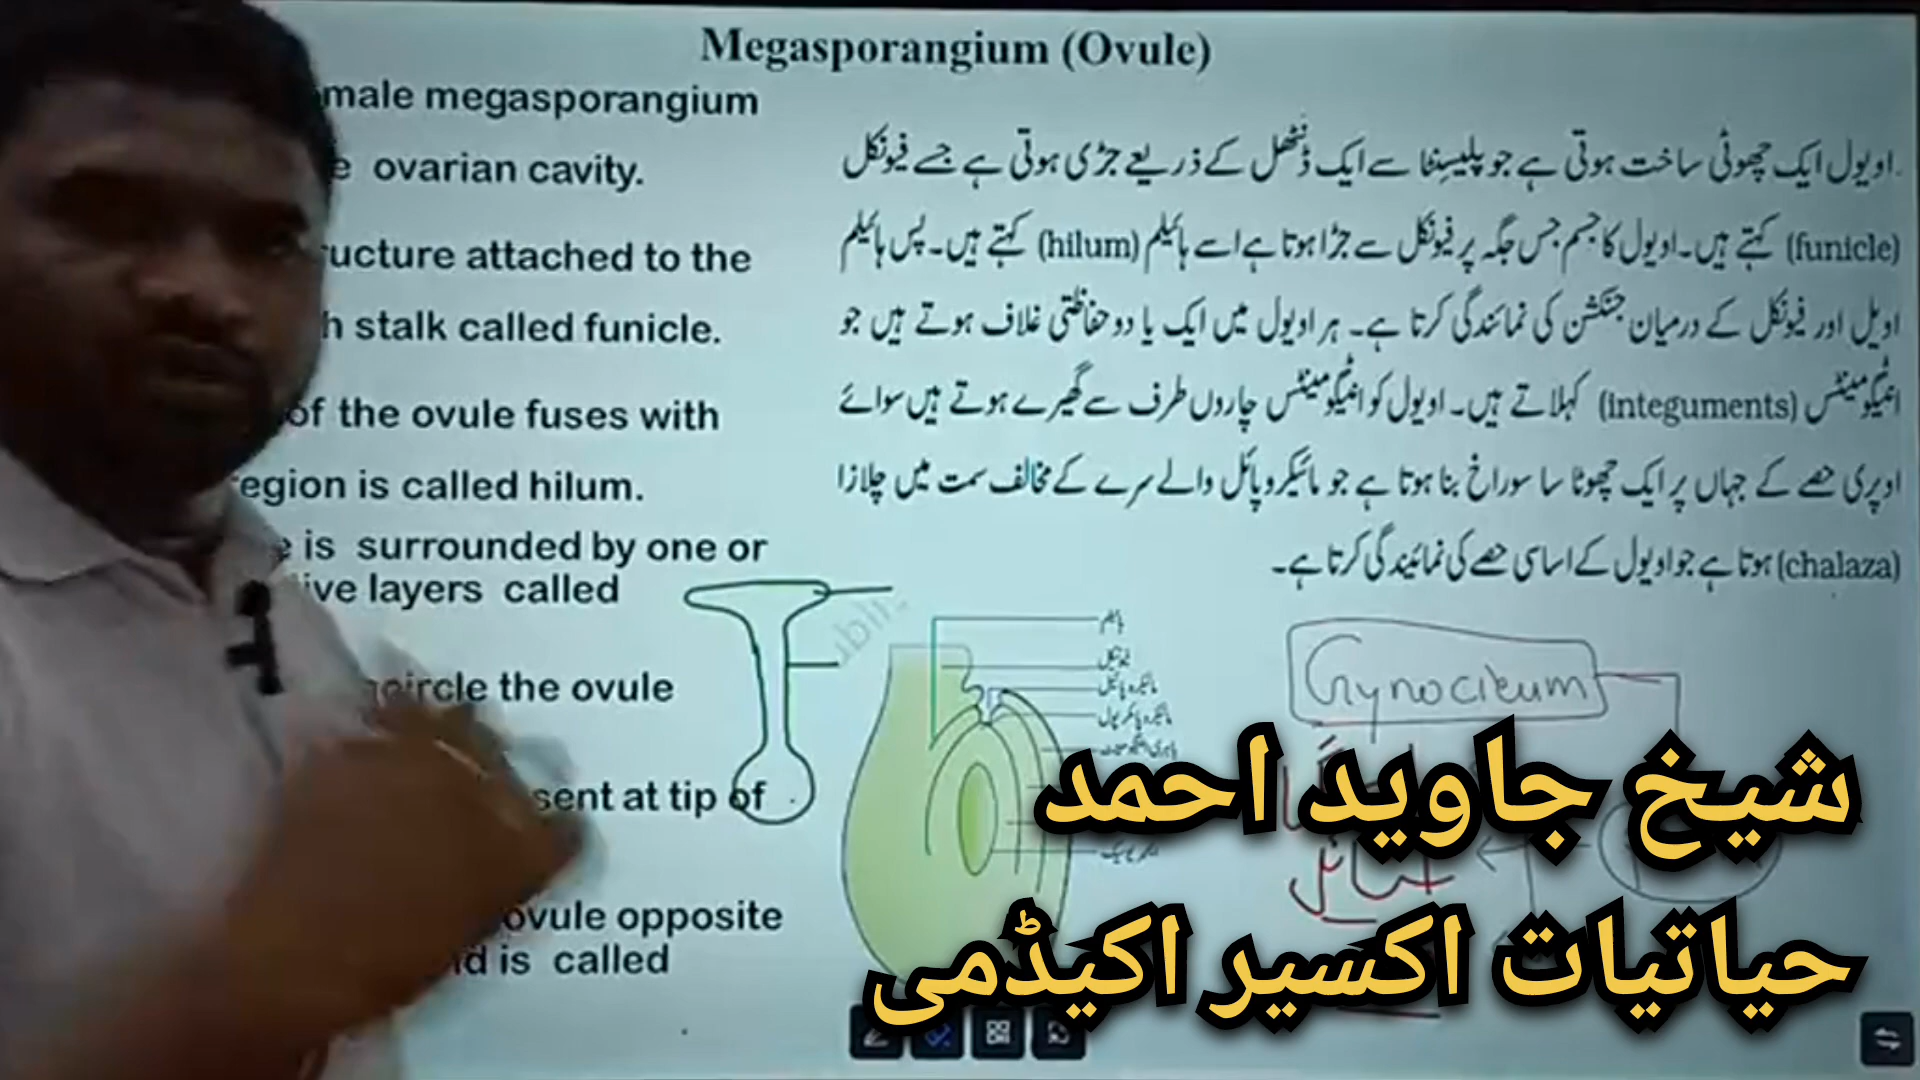 Megasporangium (Ovule)
male megasporangium
ovarian cavity.
ructure attached to the
stalk called funicle.
of the ovule fuses with
egion is called hilum.
is surrounded by one or
ive layers called
circle the ovule
sent at tip of
ovule opposite
is called
.اویول ایک چھوٹی ساخت ہوتی ہے جو پلیسِنٹا سے ایک ڈنٹھل کے ذریعے جڑی ہوتی ہے جسے فیونکل
(funicle) کہتے ہیں۔ اویول کا جسم جس جگہ پر فیونکل سے جڑا ہوتا ہے اسے ہائیلم (hilum) کہتے ہیں۔ پس ہائیلم
اویل اور فیونکل کے درمیان جنکشن کی نمائندگی کرتا ہے۔ ہر اویول میں ایک یا دو حفاظتی غلاف ہوتے ہیں جو
انٹیگومینٹس (integuments) کہلاتے ہیں۔ اویول کو انٹیگومینٹس چاروں طرف سے گھیرے ہوتے ہیں سوائے
اوپری حصے کے جہاں پر ایک چھوٹا سا سوراخ بنا ہوتا ہے جو مائیکروپائل والے سرے کے مخالف سمت میں چلازا
(chalaza) ہوتا ہے جو اویول کے اساسی حصے کی نمائیندگی کرتا ہے۔
Gynocieum
شیخ جاوید احمد
حیاتیات اکسیر اکیڈمی